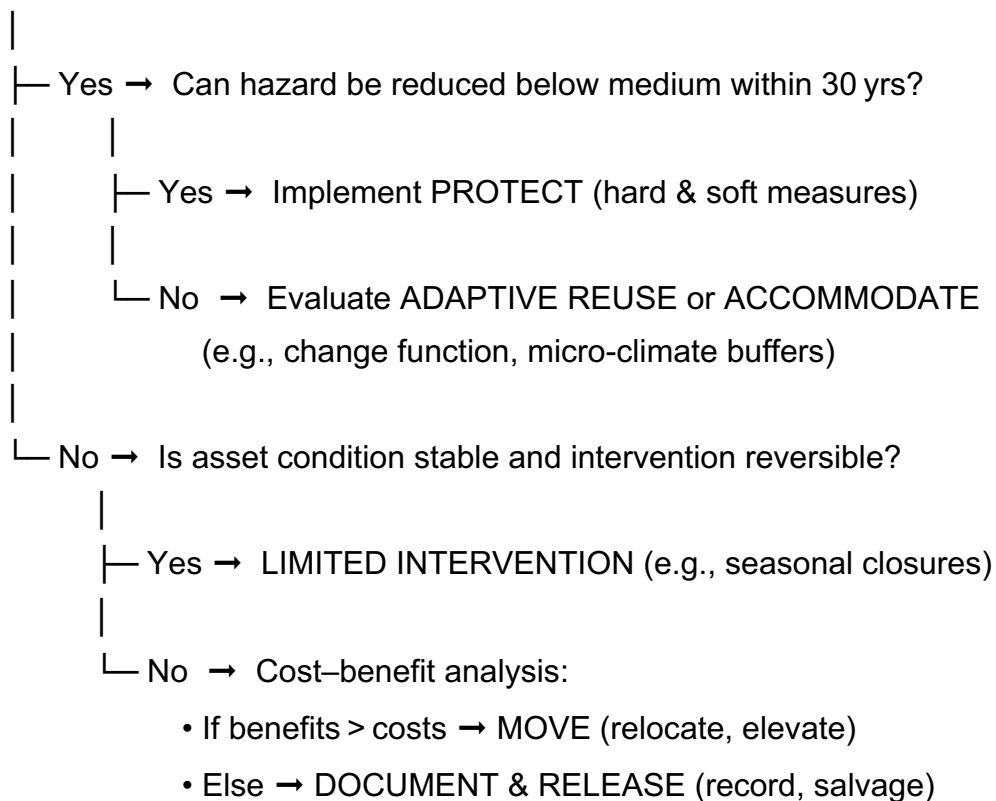 Yes → Can hazard be reduced below medium within 30 yrs?
Yes → Implement PROTECT (hard & soft measures)
No → Evaluate ADAPTIVE REUSE or ACCOMMODATE
(e.g., change function, micro-climate buffers)
No → Is asset condition stable and intervention reversible?
Yes → LIMITED INTERVENTION (e.g., seasonal closures)
No → Cost–benefit analysis:
• If benefits > costs → MOVE (relocate, elevate)
• Else → DOCUMENT & RELEASE (record, salvage)